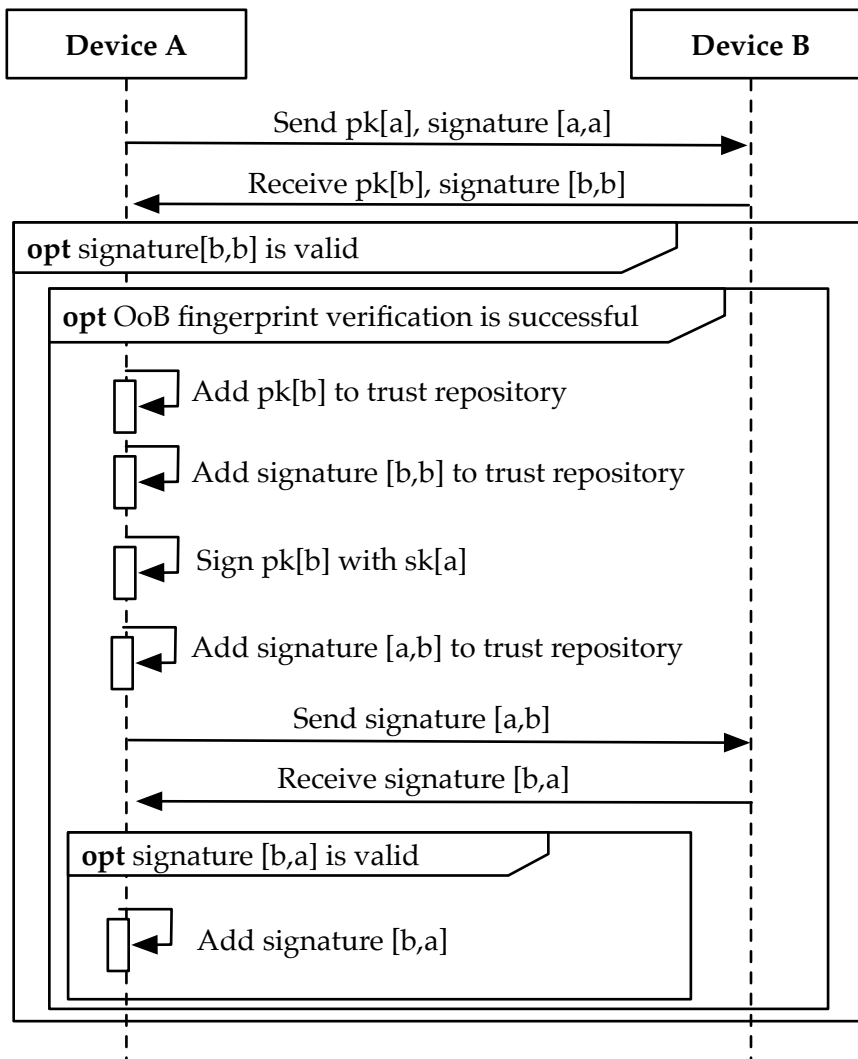 Device A
Device B
Send pk[a], signature [a,a]
Receive pk[b], signature [b,b]
opt signature[b,b] is valid
opt OoB fingerprint verification is successful
Add pk[b] to trust repository
Add signature [b,b] to trust repository
Sign pk[b] with sk[a]
Add signature [a,b] to trust repository
Send signature [a,b]
Receive signature [b,a]
opt signature [b,a] is valid
Add signature [b,a]